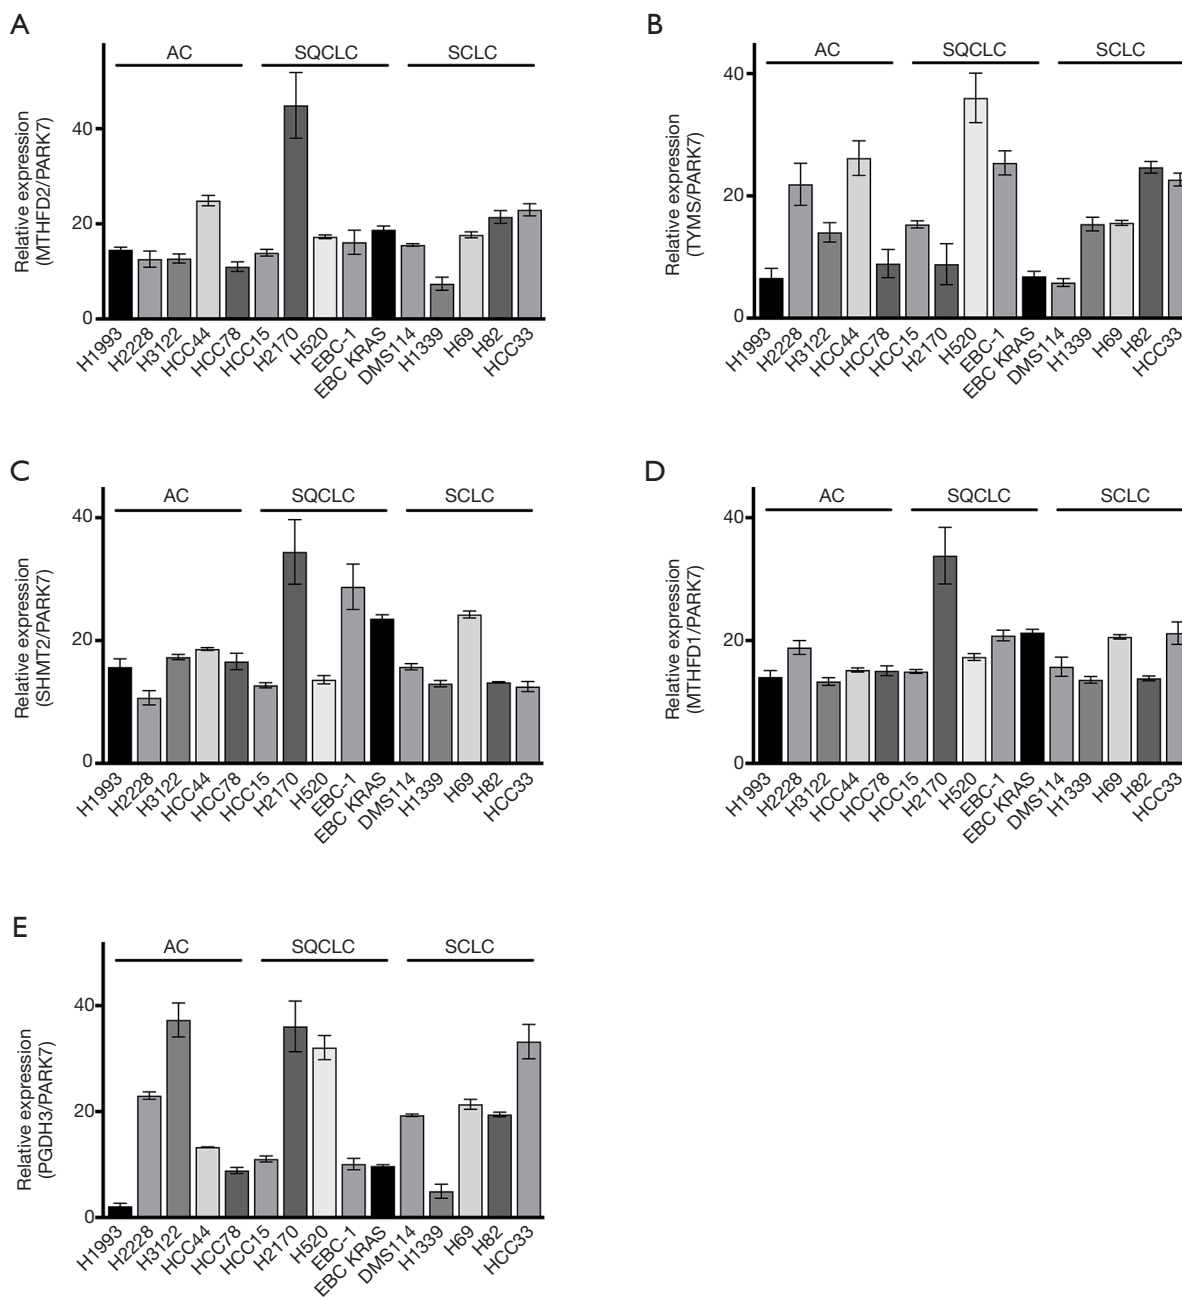 A
AC SQCLC SCLC
Relative expression
(MTHFD2/PARK7)
40
20
0
H1993 H2228 H3122 HCC44 HCC78 HCC15 H2170 H520 EBC-1 EBC KRAS DMS114 H1339 H69 H82 HCC33
B
AC SQCLC SCLC
Relative expression
(TYMS/PARK7)
40
20
0
H1993 H2228 H3122 HCC44 HCC78 HCC15 H2170 H520 EBC-1 EBC KRAS DMS114 H1339 H69 H82 HCC33
C
AC SQCLC SCLC
Relative expression
(SHMT2/PARK7)
40
20
0
H1993 H2228 H3122 HCC44 HCC78 HCC15 H2170 H520 EBC-1 EBC KRAS DMS114 H1339 H69 H82 HCC33
D
AC SQCLC SCLC
Relative expression
(MTHFD1/PARK7)
40
20
0
H1993 H2228 H3122 HCC44 HCC78 HCC15 H2170 H520 EBC-1 EBC KRAS DMS114 H1339 H69 H82 HCC33
E
AC SQCLC SCLC
Relative expression
(PGDH3/PARK7)
40
20
0
H1993 H2228 H3122 HCC44 HCC78 HCC15 H2170 H520 EBC-1 EBC KRAS DMS114 H1339 H69 H82 HCC33